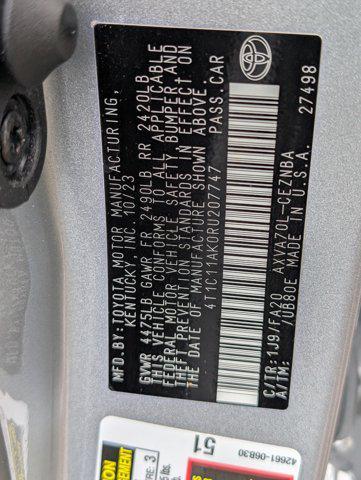 MFD.BY: TOYOTA MOTOR MANUFACTURING,
KENTUCKY, INC. 10/23
GVWR 4475LB GAWR FR 2490LB RR 2420LB
THIS VEHICLE CONFORMS TO ALL APPLICABLE
FEDERAL MOTOR VEHICLE SAFETY, BUMPER AND
THEFT PREVENTION STANDARDS IN EFFECT ON
THE DATE OF MANUFACTURE SHOWN ABOVE.
4T1C11AK0RU207747 PASS.CAR
C/TR:1J9/FA20 AXVA70L-CEZNBA
A/TM: /UB80E MADE IN U.S.A. 27498
42661-06B30
51
3